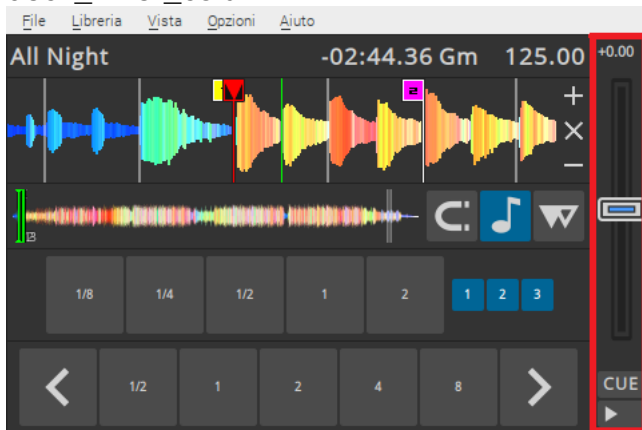 File Libreria Vista Opzioni Aiuto
All Night -02:44.36 Gm 125.00 +0.00
2
1/8 1/4 1/2 1 2 1 2 3
1/2 1 2 4 8 CUE